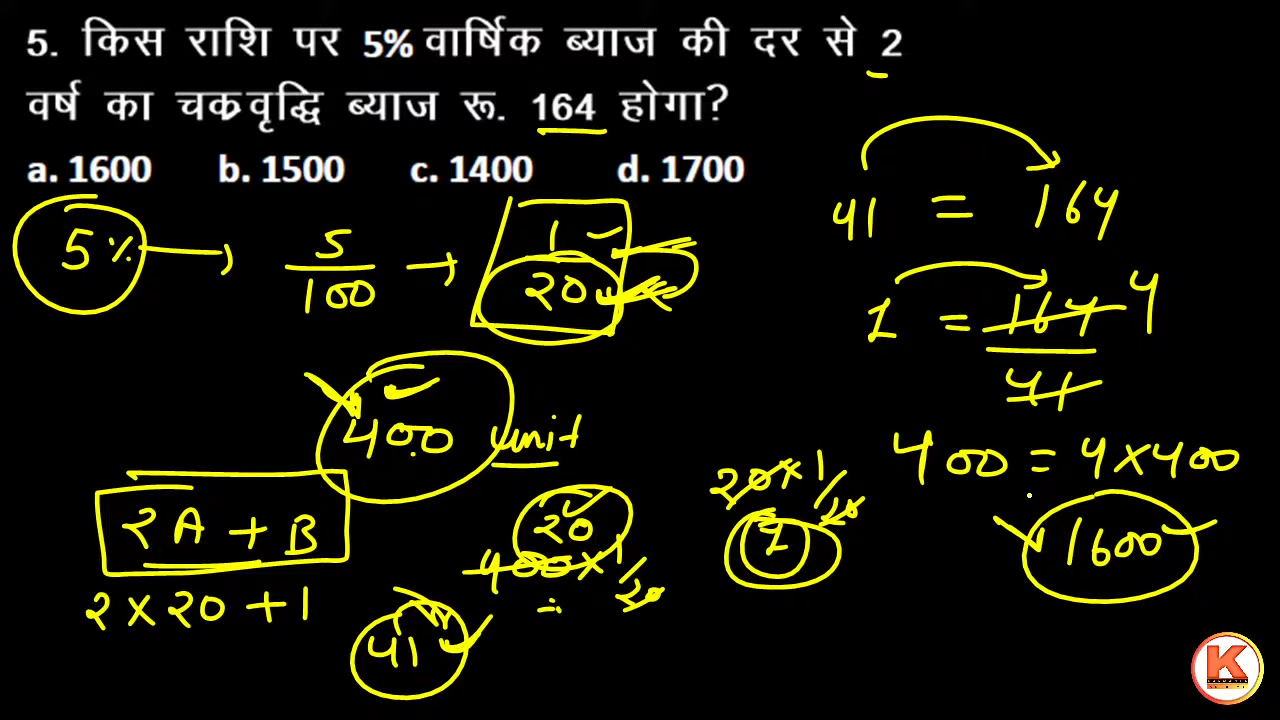 5. किस राशि पर 5% वार्षिक ब्याज की दर से 2
वर्ष का चक्रवृद्धि ब्याज रू. 164 होगा?
a. 1600 b. 1500 c. 1400 d. 1700
5% → 5/100 → 1/20
41 = 164
1 = 164/41 4
400 unit
400 = 4×400
1600
2A + B
2×20+1
41
20
400×1/20
=
20×1/20
1
K